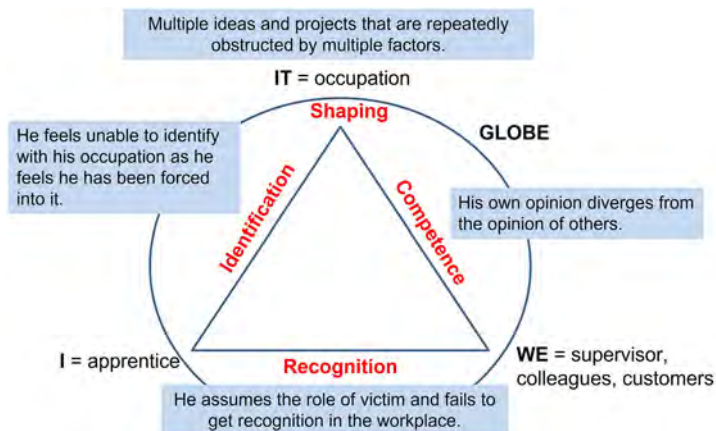 Multiple ideas and projects that are repeatedly
obstructed by multiple factors.
IT = occupation
Shaping
GLOBE
He feels unable to identify
with his occupation as he
feels he has been forced
into it.
Identification
Competence
His own opinion diverges from
the opinion of others.
I = apprentice
Recognition
WE = supervisor,
colleagues, customers
He assumes the role of victim and fails to
get recognition in the workplace.